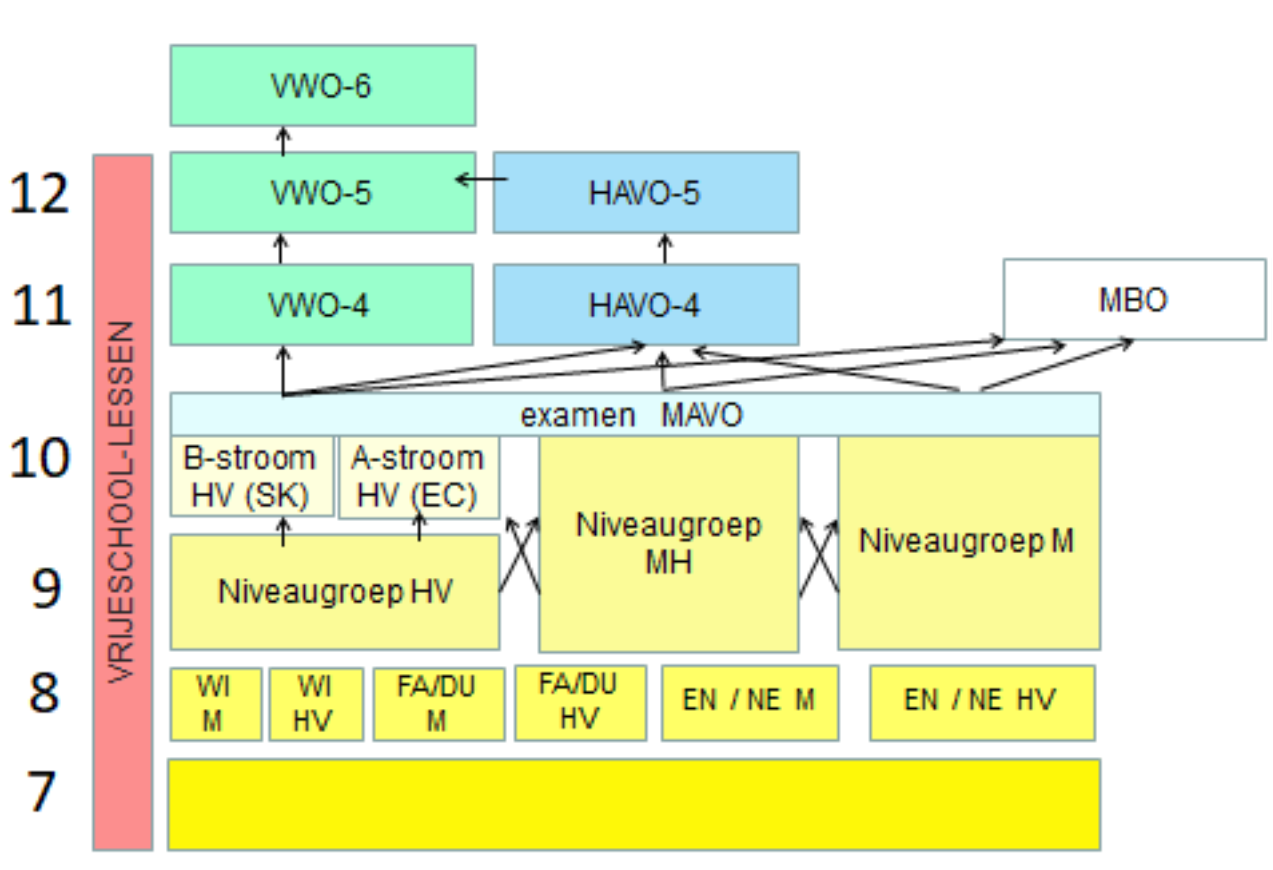 VWO-6
12
VWO-5
HAVO-5
11
VWO-4
HAVO-4
MBO
VRIJESCHOOL-LESSEN
examen MAVO
10
B-stroom
HV (SK)
A-stroom
HV (EC)
Niveaugroep
MH
Niveaugroep M
9
Niveaugroep HV
8
WI
M
WI
HV
FA/DU
M
FA/DU
HV
EN / NE M
EN / NE HV
7